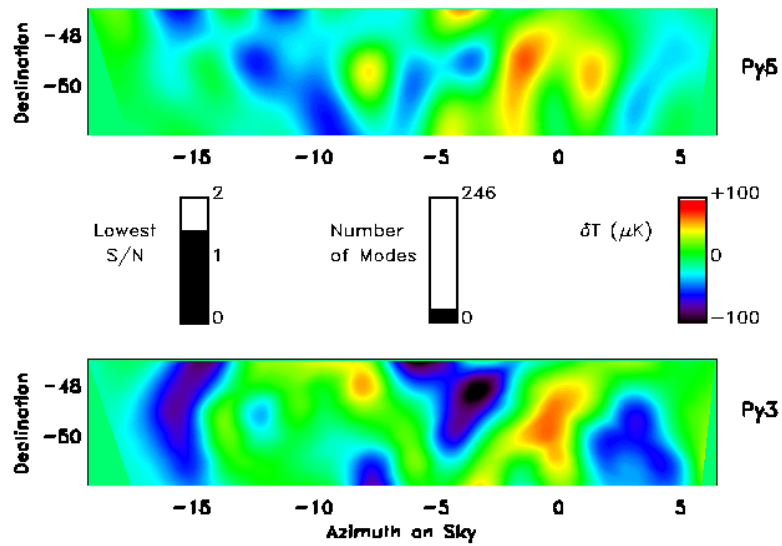 -48
-50
Declination
Py5
-15 -10 -5 0 5
Lowest S/N
2
1
0
Number of Modes
246
0
δT (μK)
+100
0
-100
-48
-50
Declination
Py3
-15 -10 -5 0 5
Azimuth on Sky